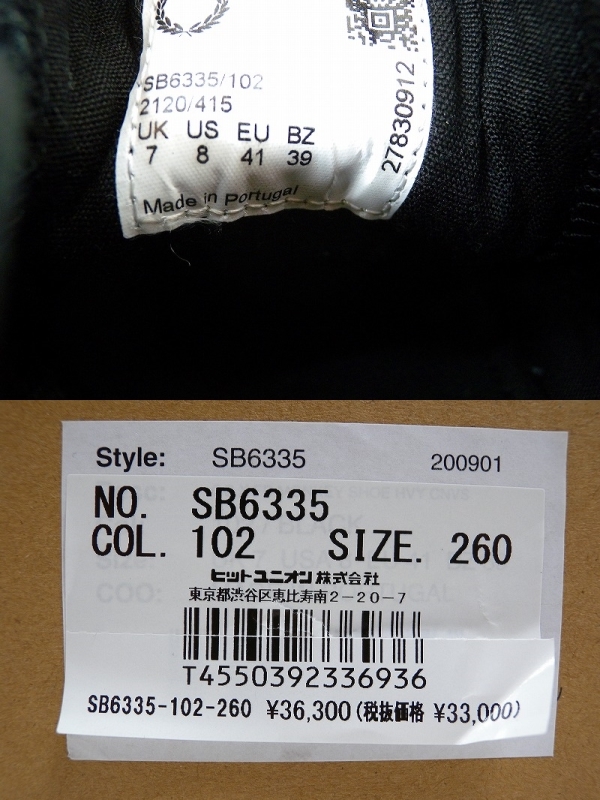 SB6335/102
2120/415
UK US EU BZ
7 8 41 39
Made in Portugal
27830912
Style: SB6335 200901
NO. SB6335
COL. 102 SIZE. 260
ヒットユニオン株式会社
東京都渋谷区恵比寿南2-20-7
T4550392336936
SB6335-102-260 ¥36,300(税抜価格 ¥33,000)